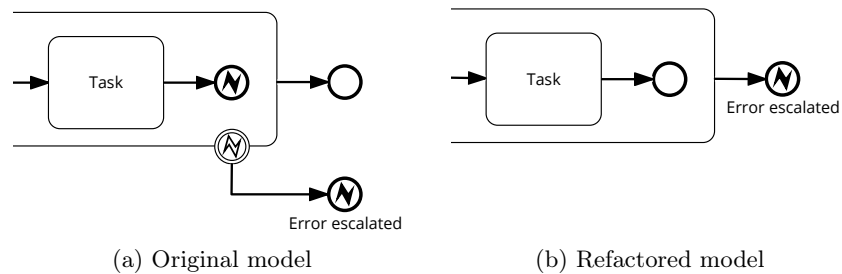 Task
Error escalated
(a) Original model
Task
Error escalated
(b) Refactored model